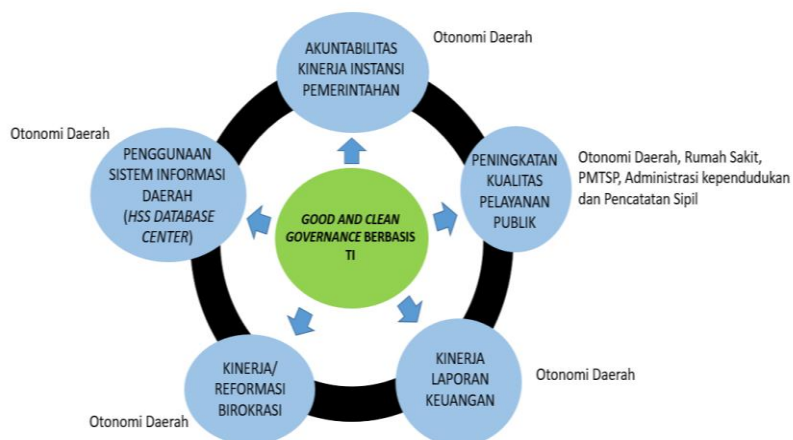 AKUNTABILITAS
KINERJA INSTANSI
PEMERINTAHAN
Otonomi Daerah
Otonomi Daerah
PENGGUNAAN
SISTEM INFORMASI
DAERAH
(HSS DATABASE
CENTER)
PENINGKATAN
KUALITAS
PELAYANAN
PUBLIK
Otonomi Daerah, Rumah Sakit,
PMTSP, Administrasi kependudukan
dan Pencatatan Sipil
GOOD AND CLEAN
GOVERNANCE BERBASIS
TI
KINERJA/
REFORMASI
BIROKRASI
Otonomi Daerah
KINERJA
LAPORAN
KEUANGAN
Otonomi Daerah